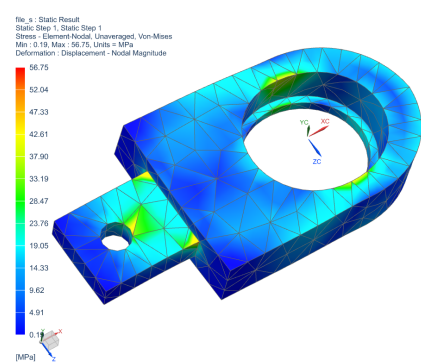 file_s : Static Result
Static Step 1, Static Step 1
Stress - Element-Nodal, Unaveraged, Von-Mises
Min : 0.19, Max : 56.75, Units = MPa
Deformation : Displacement - Nodal Magnitude
56.75
52.04
47.33
42.61
37.90
33.19
28.47
23.76
19.05
14.33
9.62
4.91
0.19
[MPa]
YC
XC
ZC
Y
X
Z